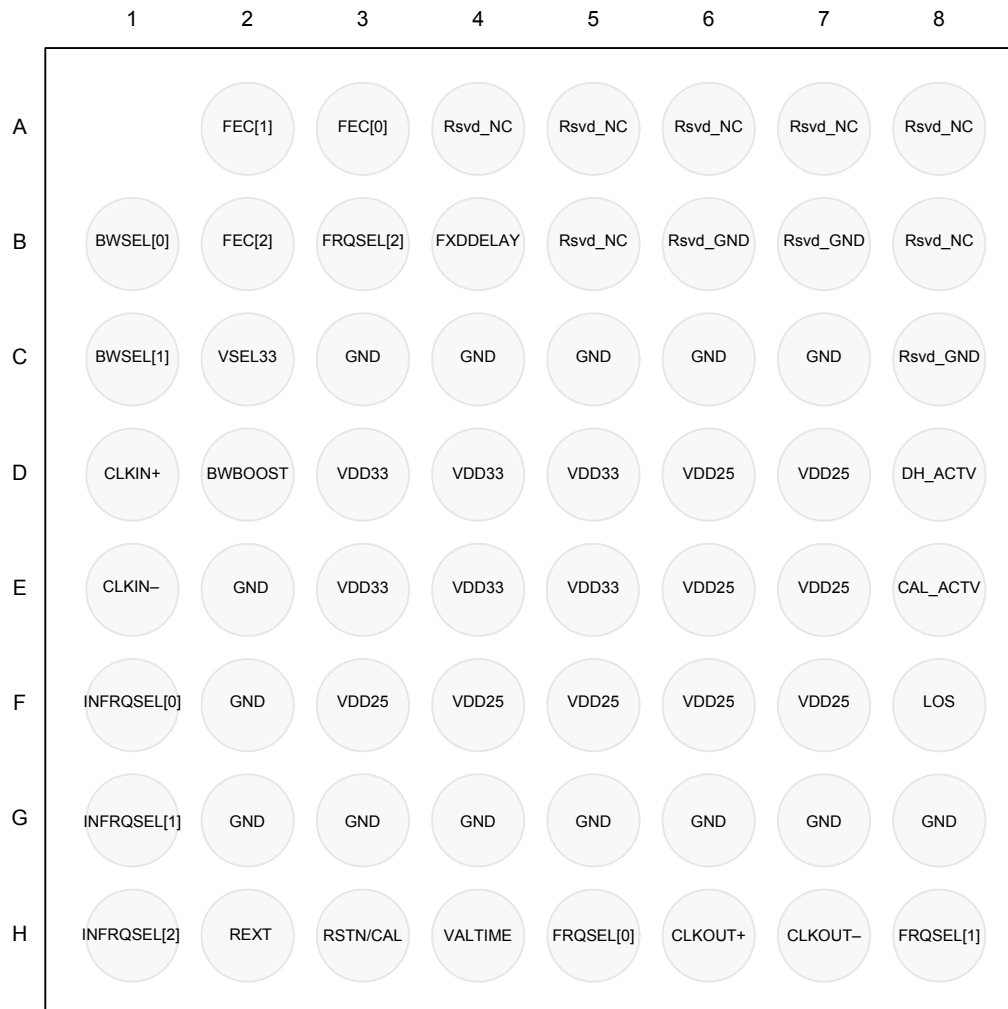 1 2 3 4 5 6 7 8
A FEC[1] FEC[0] Rsvd_NC Rsvd_NC Rsvd_NC Rsvd_NC Rsvd_NC
B BWSEL[0] FEC[2] FRQSEL[2] FXDDELAY Rsvd_NC Rsvd_GND Rsvd_GND Rsvd_NC
C BWSEL[1] VSEL33 GND GND GND GND GND Rsvd_GND
D CLKIN+ BWBOOST VDD33 VDD33 VDD33 VDD25 VDD25 DH_ACTV
E CLKIN– GND VDD33 VDD33 VDD33 VDD25 VDD25 CAL_ACTV
F INFRQSEL[0] GND VDD25 VDD25 VDD25 VDD25 VDD25 LOS
G INFRQSEL[1] GND GND GND GND GND GND GND
H INFRQSEL[2] REXT RSTN/CAL VALTIME FRQSEL[0] CLKOUT+ CLKOUT– FRQSEL[1]